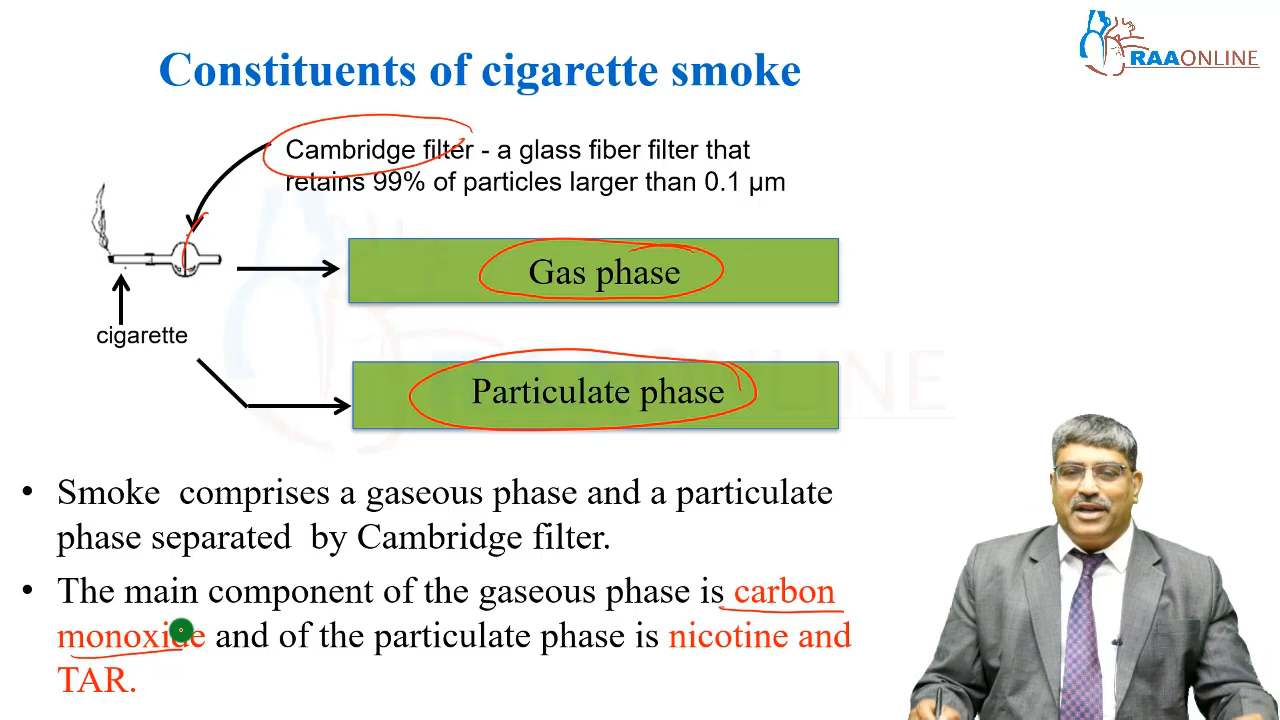 Constituents of cigarette smoke
RAAONLINE
Cambridge filter - a glass fiber filter that
retains 99% of particles larger than 0.1 µm
Gas phase
cigarette
Particulate phase
• Smoke comprises a gaseous phase and a particulate
phase separated by Cambridge filter.
• The main component of the gaseous phase is carbon
monoxide and of the particulate phase is nicotine and
TAR.